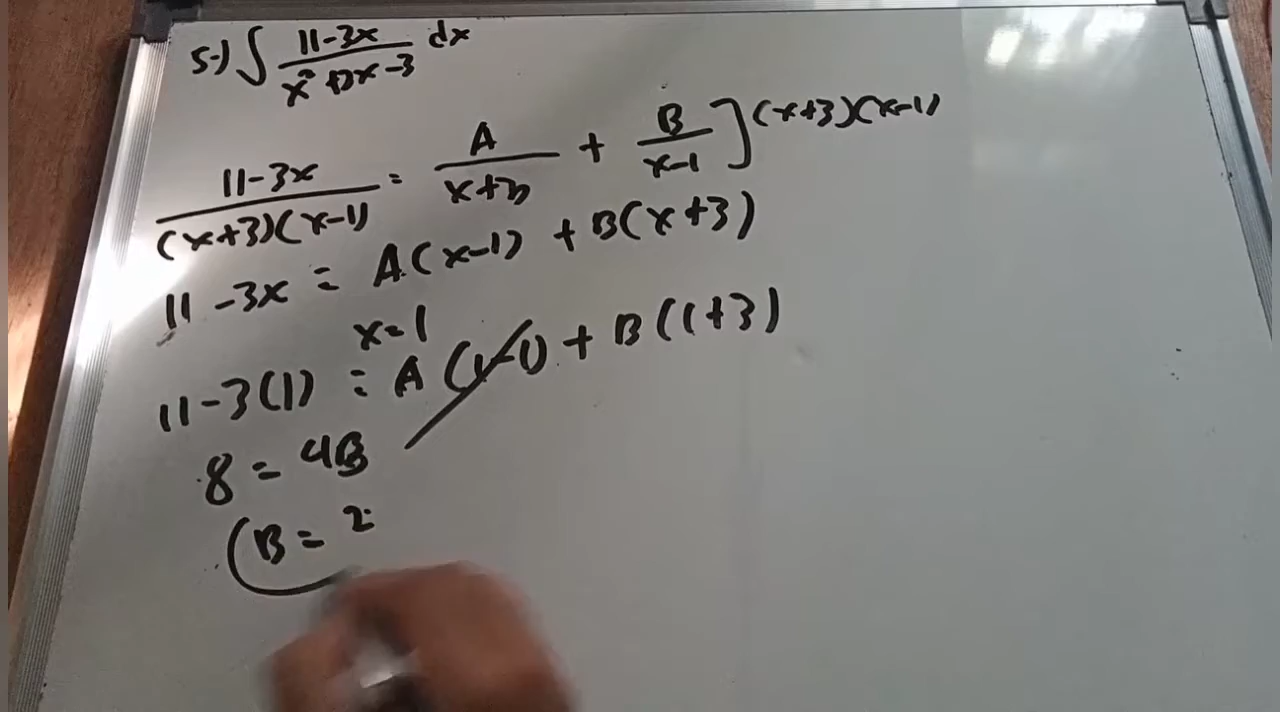 5-) ∫ 11-3x / x²+2x-3 dx
11-3x / (x+3)(x-1) = A / x+3 + B / x-1 ] (x+3)(x-1)
11-3x = A(x-1) + B(x+3)
x=1
11-3(1) = A(1-1) + B(1+3)
8 = 4B
B = 2